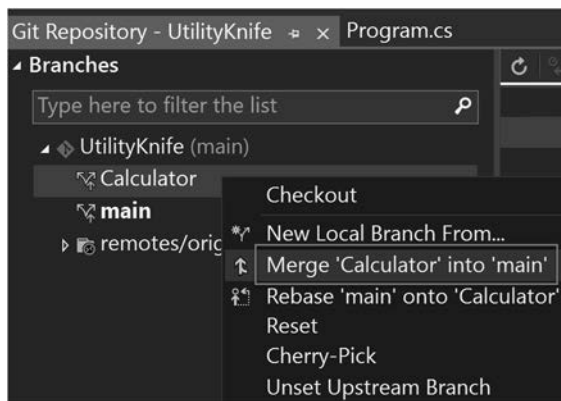 Git Repository - UtilityKnife Program.cs
Branches
Type here to filter the list
UtilityKnife (main)
Calculator
main
remotes/orig
Checkout
New Local Branch From...
Merge 'Calculator' into 'main'
Rebase 'main' onto 'Calculator'
Reset
Cherry-Pick
Unset Upstream Branch